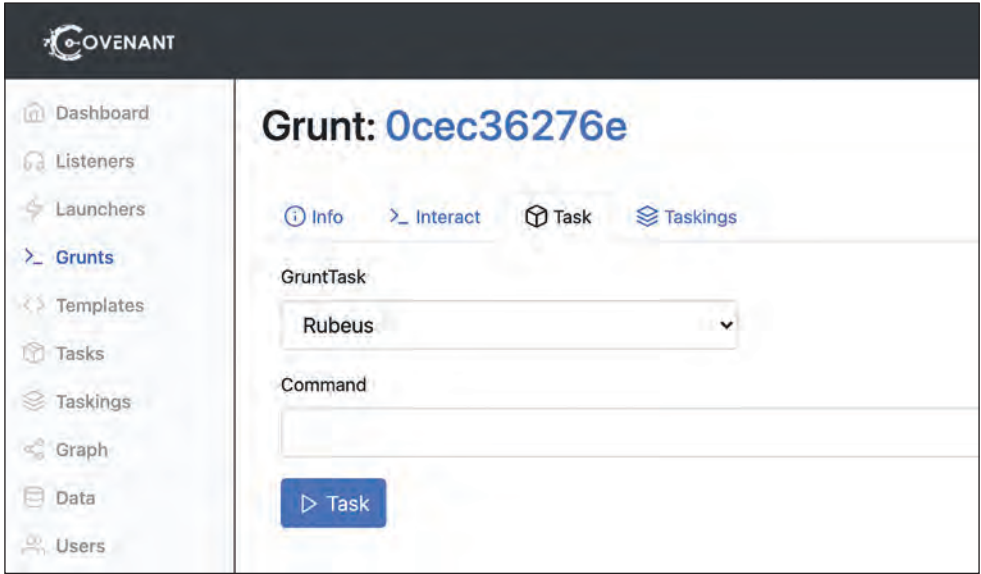 COVENANT
Dashboard
Listeners
Launchers
Grunts
Templates
Tasks
Taskings
Graph
Data
Users
Grunt: 0cec36276e
Info
Interact
Task
Taskings
GruntTask
Rubeus
Command
Task